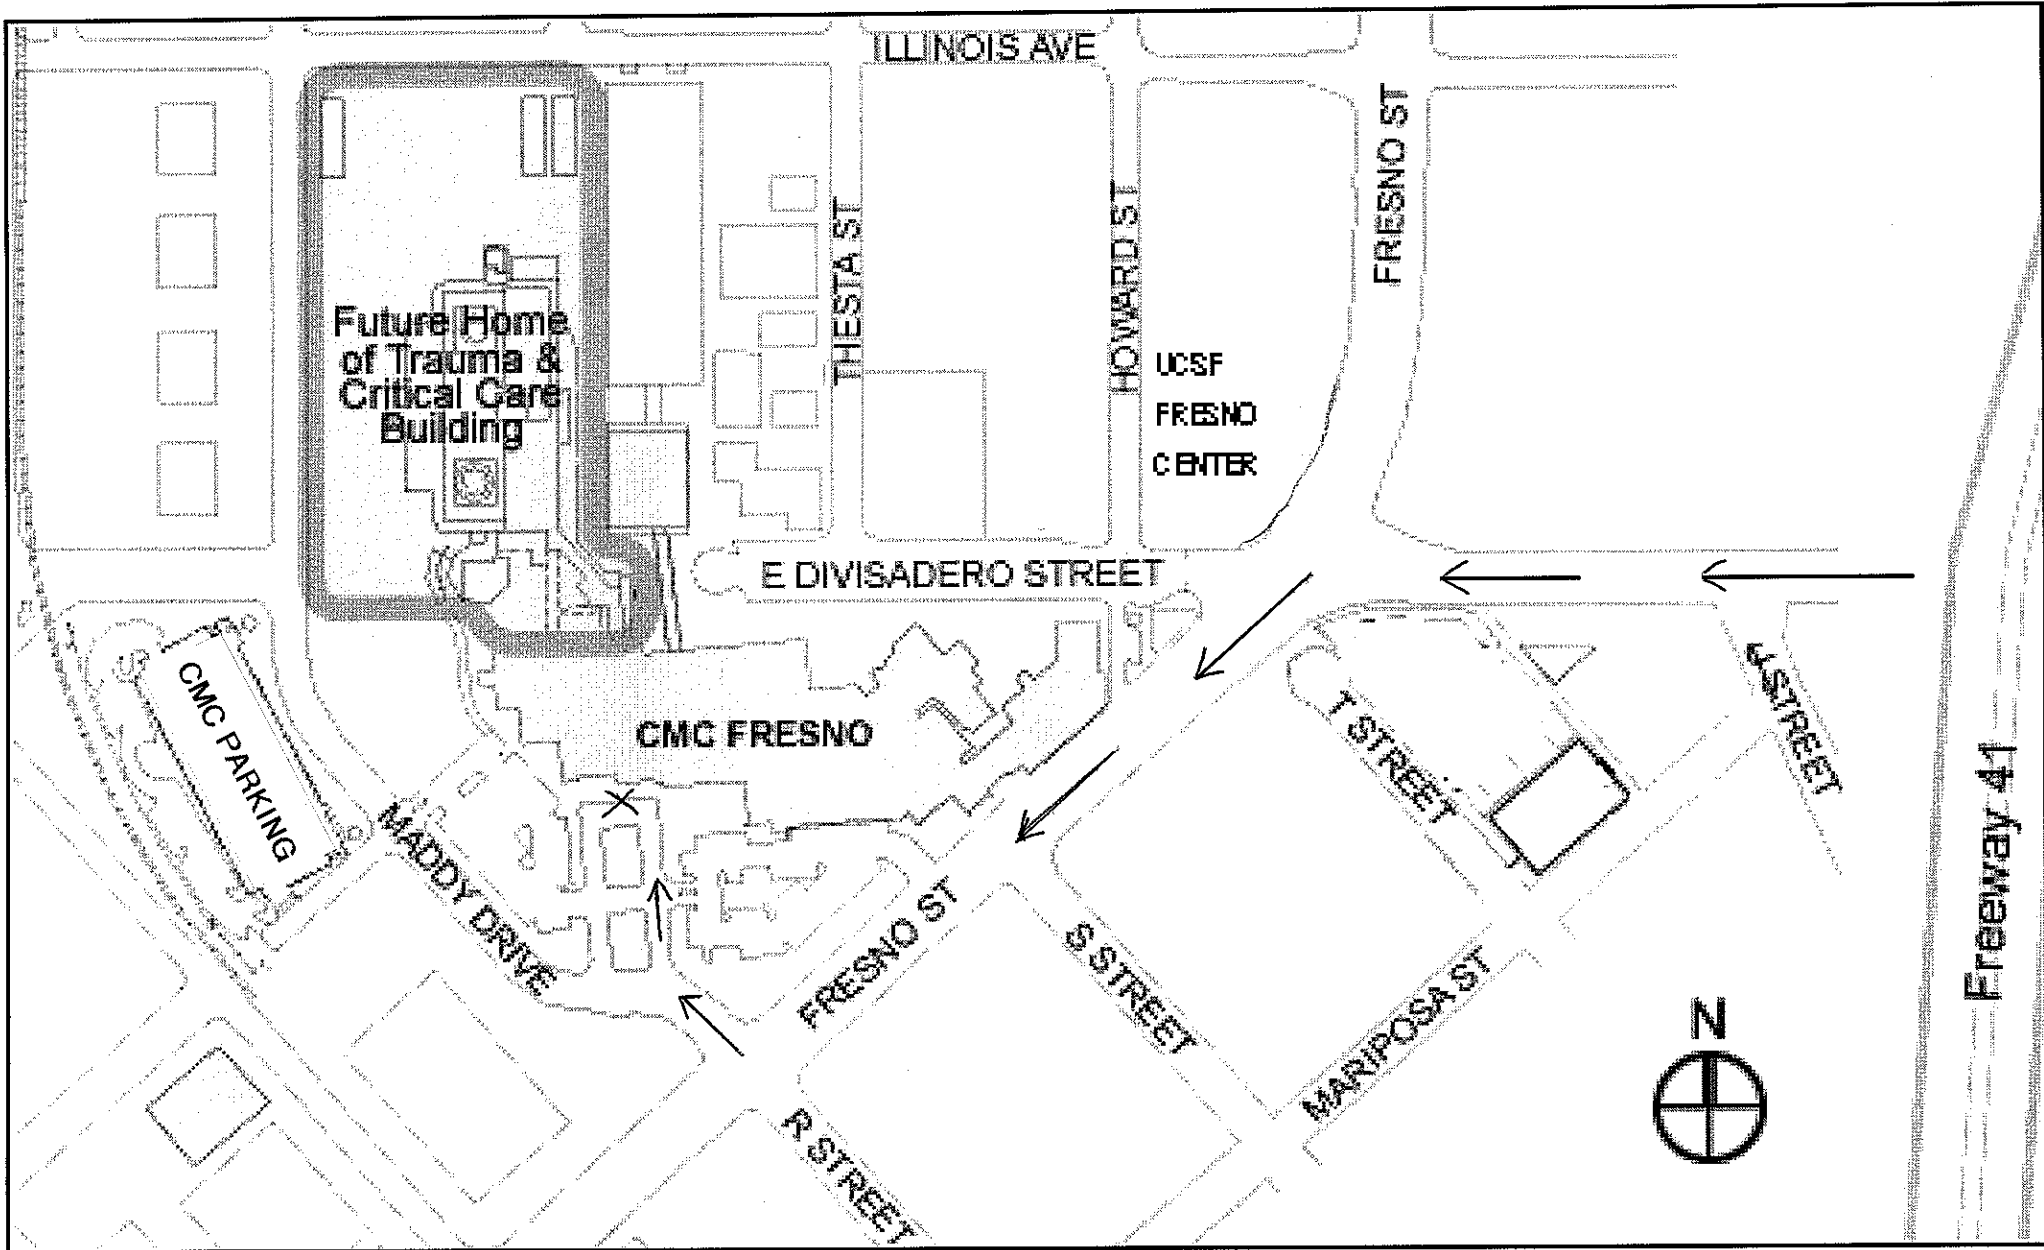 ILLINOIS AVE
FRESNO ST
THESTA ST
HOWARD ST
Future Home
of Trauma &
Critical Care
Building
UCSF
FRESNO
CENTER
E DIVISADERO STREET
CMC PARKING
CMC FRESNO
T STREET
U STREET
MADDY DRIVE
FRESNO ST
S STREET
MARIPOSA ST
R STREET
Freeway 41
N
X